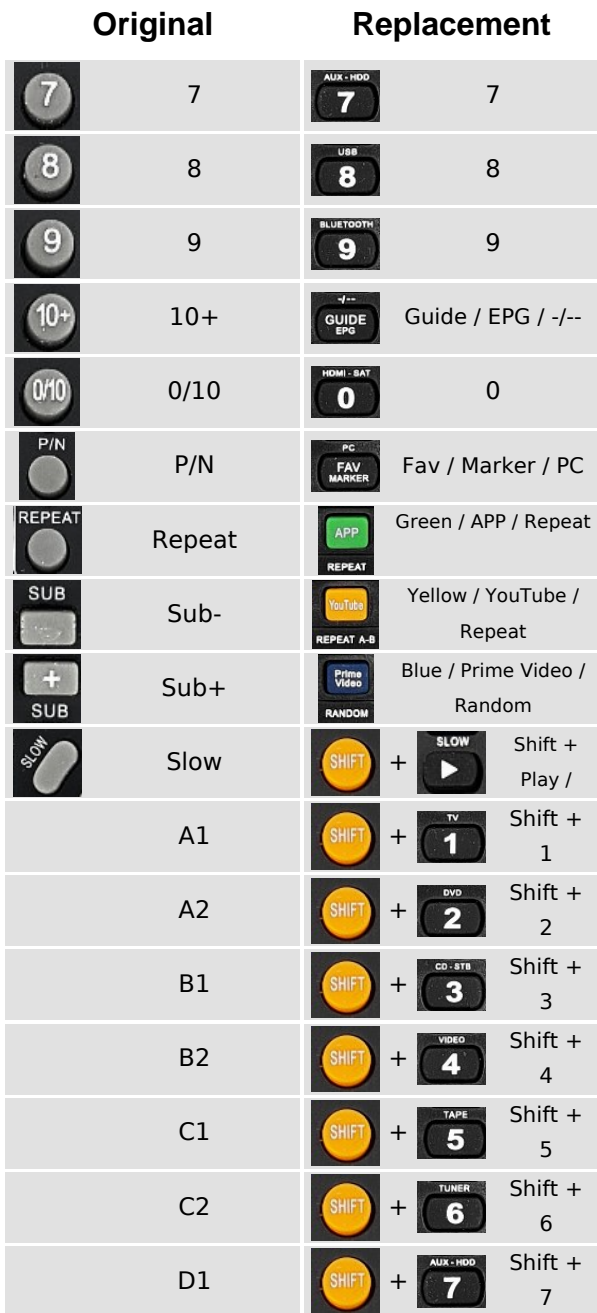 Original Replacement
7 7 AUX - HDD 7 7
8 8 USB 8 8
9 9 BLUETOOTH 9 9
10+ 10+ -/-- GUIDE EPG Guide / EPG / -/--
0/10 0/10 HDMI - SAT 0 0
P/N P/N PC FAV MARKER Fav / Marker / PC
REPEAT Repeat APP REPEAT Green / APP / Repeat
SUB Sub- YouTube REPEAT A-B Yellow / YouTube /
Repeat
+ SUB Sub+ Prime Video RANDOM Blue / Prime Video /
Random
SLOW Slow SHIFT + SLOW Shift +
Play /
A1 SHIFT + TV 1 Shift +
1
A2 SHIFT + DVD 2 Shift +
2
B1 SHIFT + CD - STB 3 Shift +
3
B2 SHIFT + VIDEO 4 Shift +
4
C1 SHIFT + TAPE 5 Shift +
5
C2 SHIFT + TUNER 6 Shift +
6
D1 SHIFT + AUX - HDD 7 Shift +
7